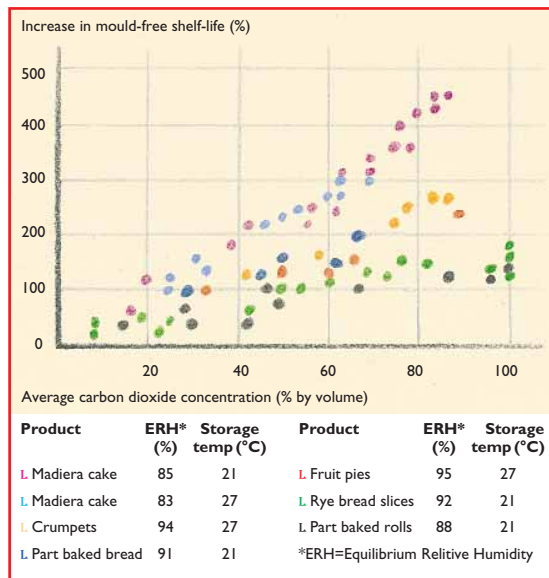 Increase in mould-free shelf-life (%)
500
400
300
200
100
0
20 40 60 80 100
Average carbon dioxide concentration (% by volume)
Product ERH* Storage Product ERH* Storage
(%) temp (°C) (%) temp (°C)
L Madiera cake 85 21 L Fruit pies 95 27
L Madiera cake 83 27 L Rye bread slices 92 21
L Crumpets 94 27 L Part baked rolls 88 21
L Part baked bread 91 21 *ERH=Equilibrium Relitive Humidity